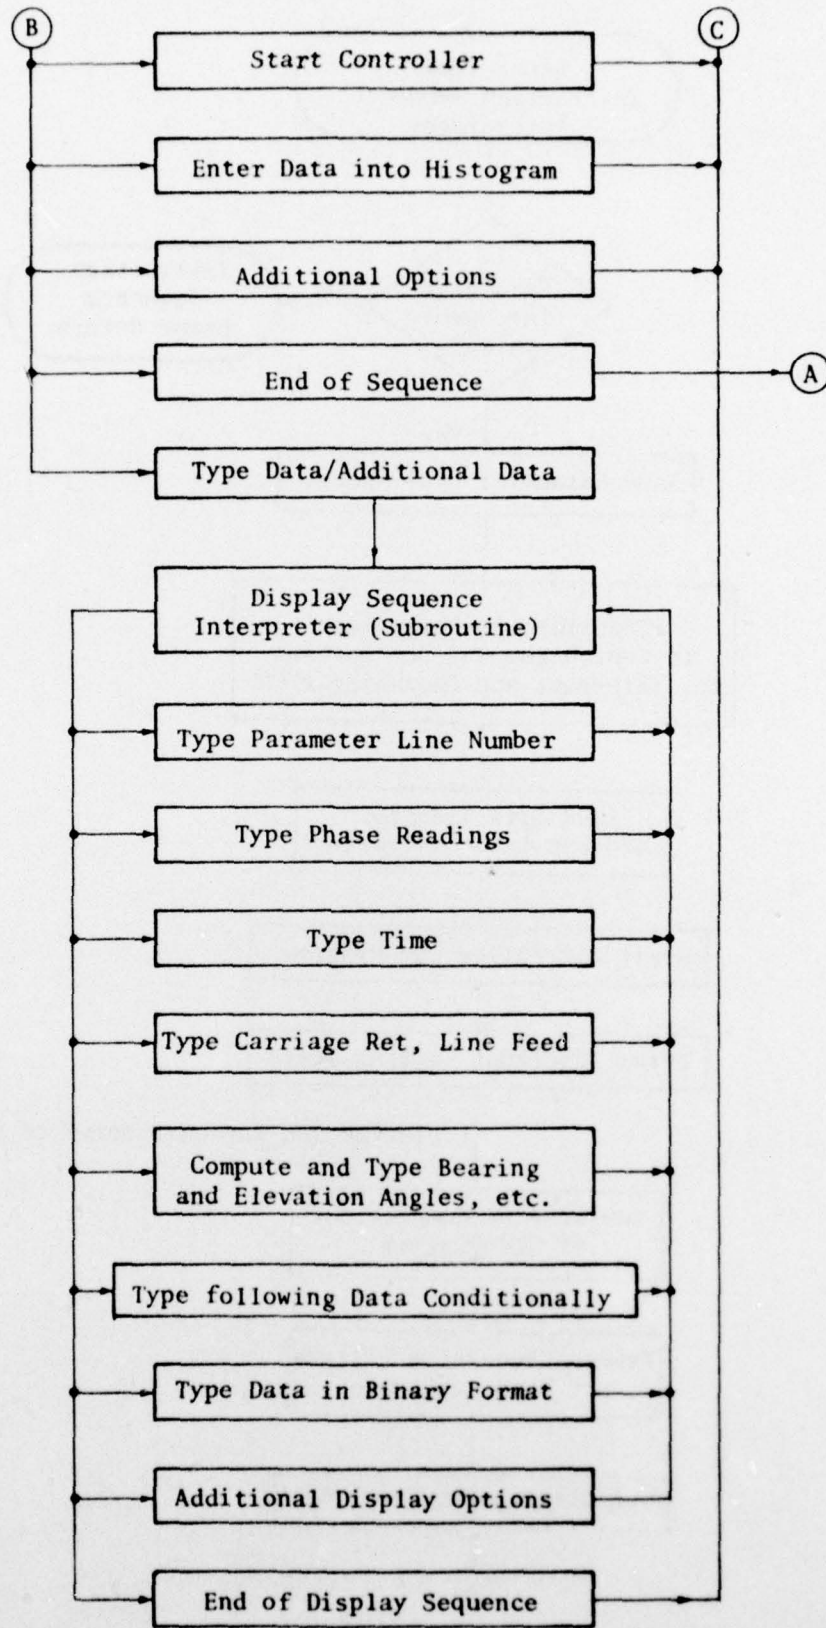 B
C
Start Controller
Enter Data into Histogram
Additional Options
End of Sequence
A
Type Data/Additional Data
Display Sequence
Interpreter (Subroutine)
Type Parameter Line Number
Type Phase Readings
Type Time
Type Carriage Ret, Line Feed
Compute and Type Bearing
and Elevation Angles, etc.
Type following Data Conditionally
Type Data in Binary Format
Additional Display Options
End of Display Sequence